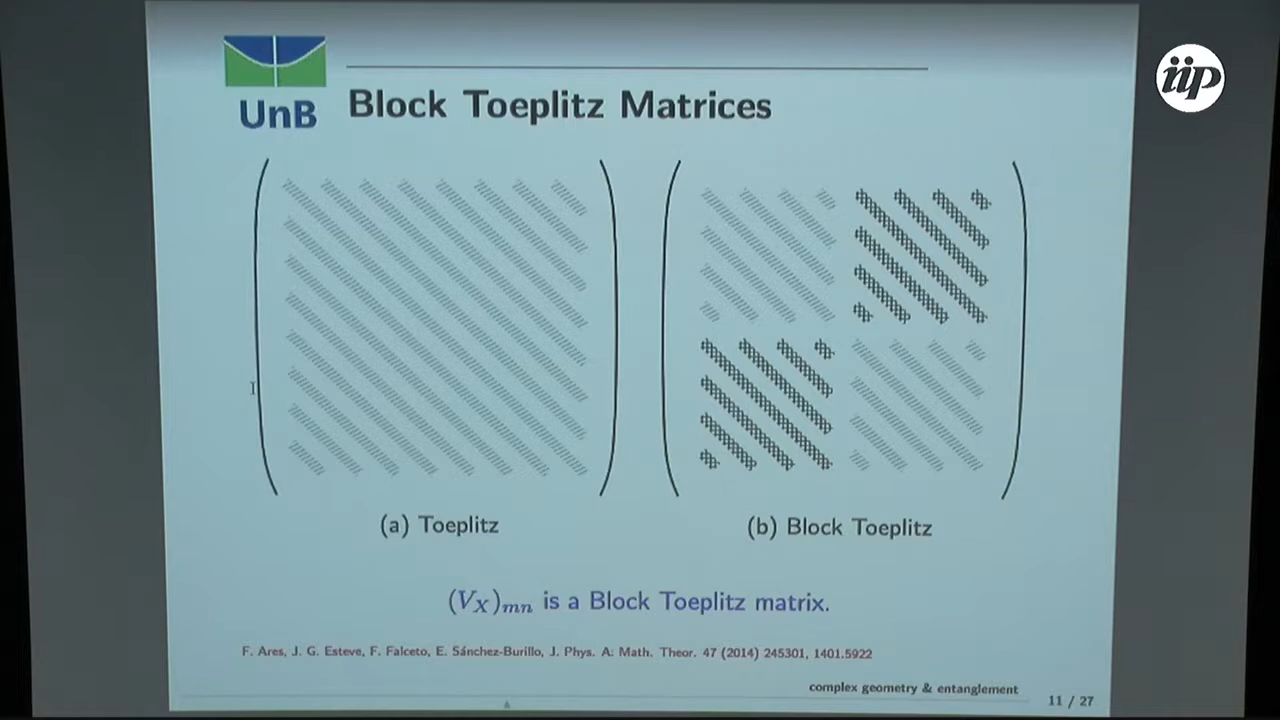 iip
UnB
Block Toeplitz Matrices
(a) Toeplitz
(b) Block Toeplitz
(V_X)_{mn} is a Block Toeplitz matrix.
F. Ares, J. G. Esteve, F. Falceto, E. Sánchez-Burillo, J. Phys. A: Math. Theor. 47 (2014) 245301, 1401.5922
complex geometry & entanglement
11 / 27